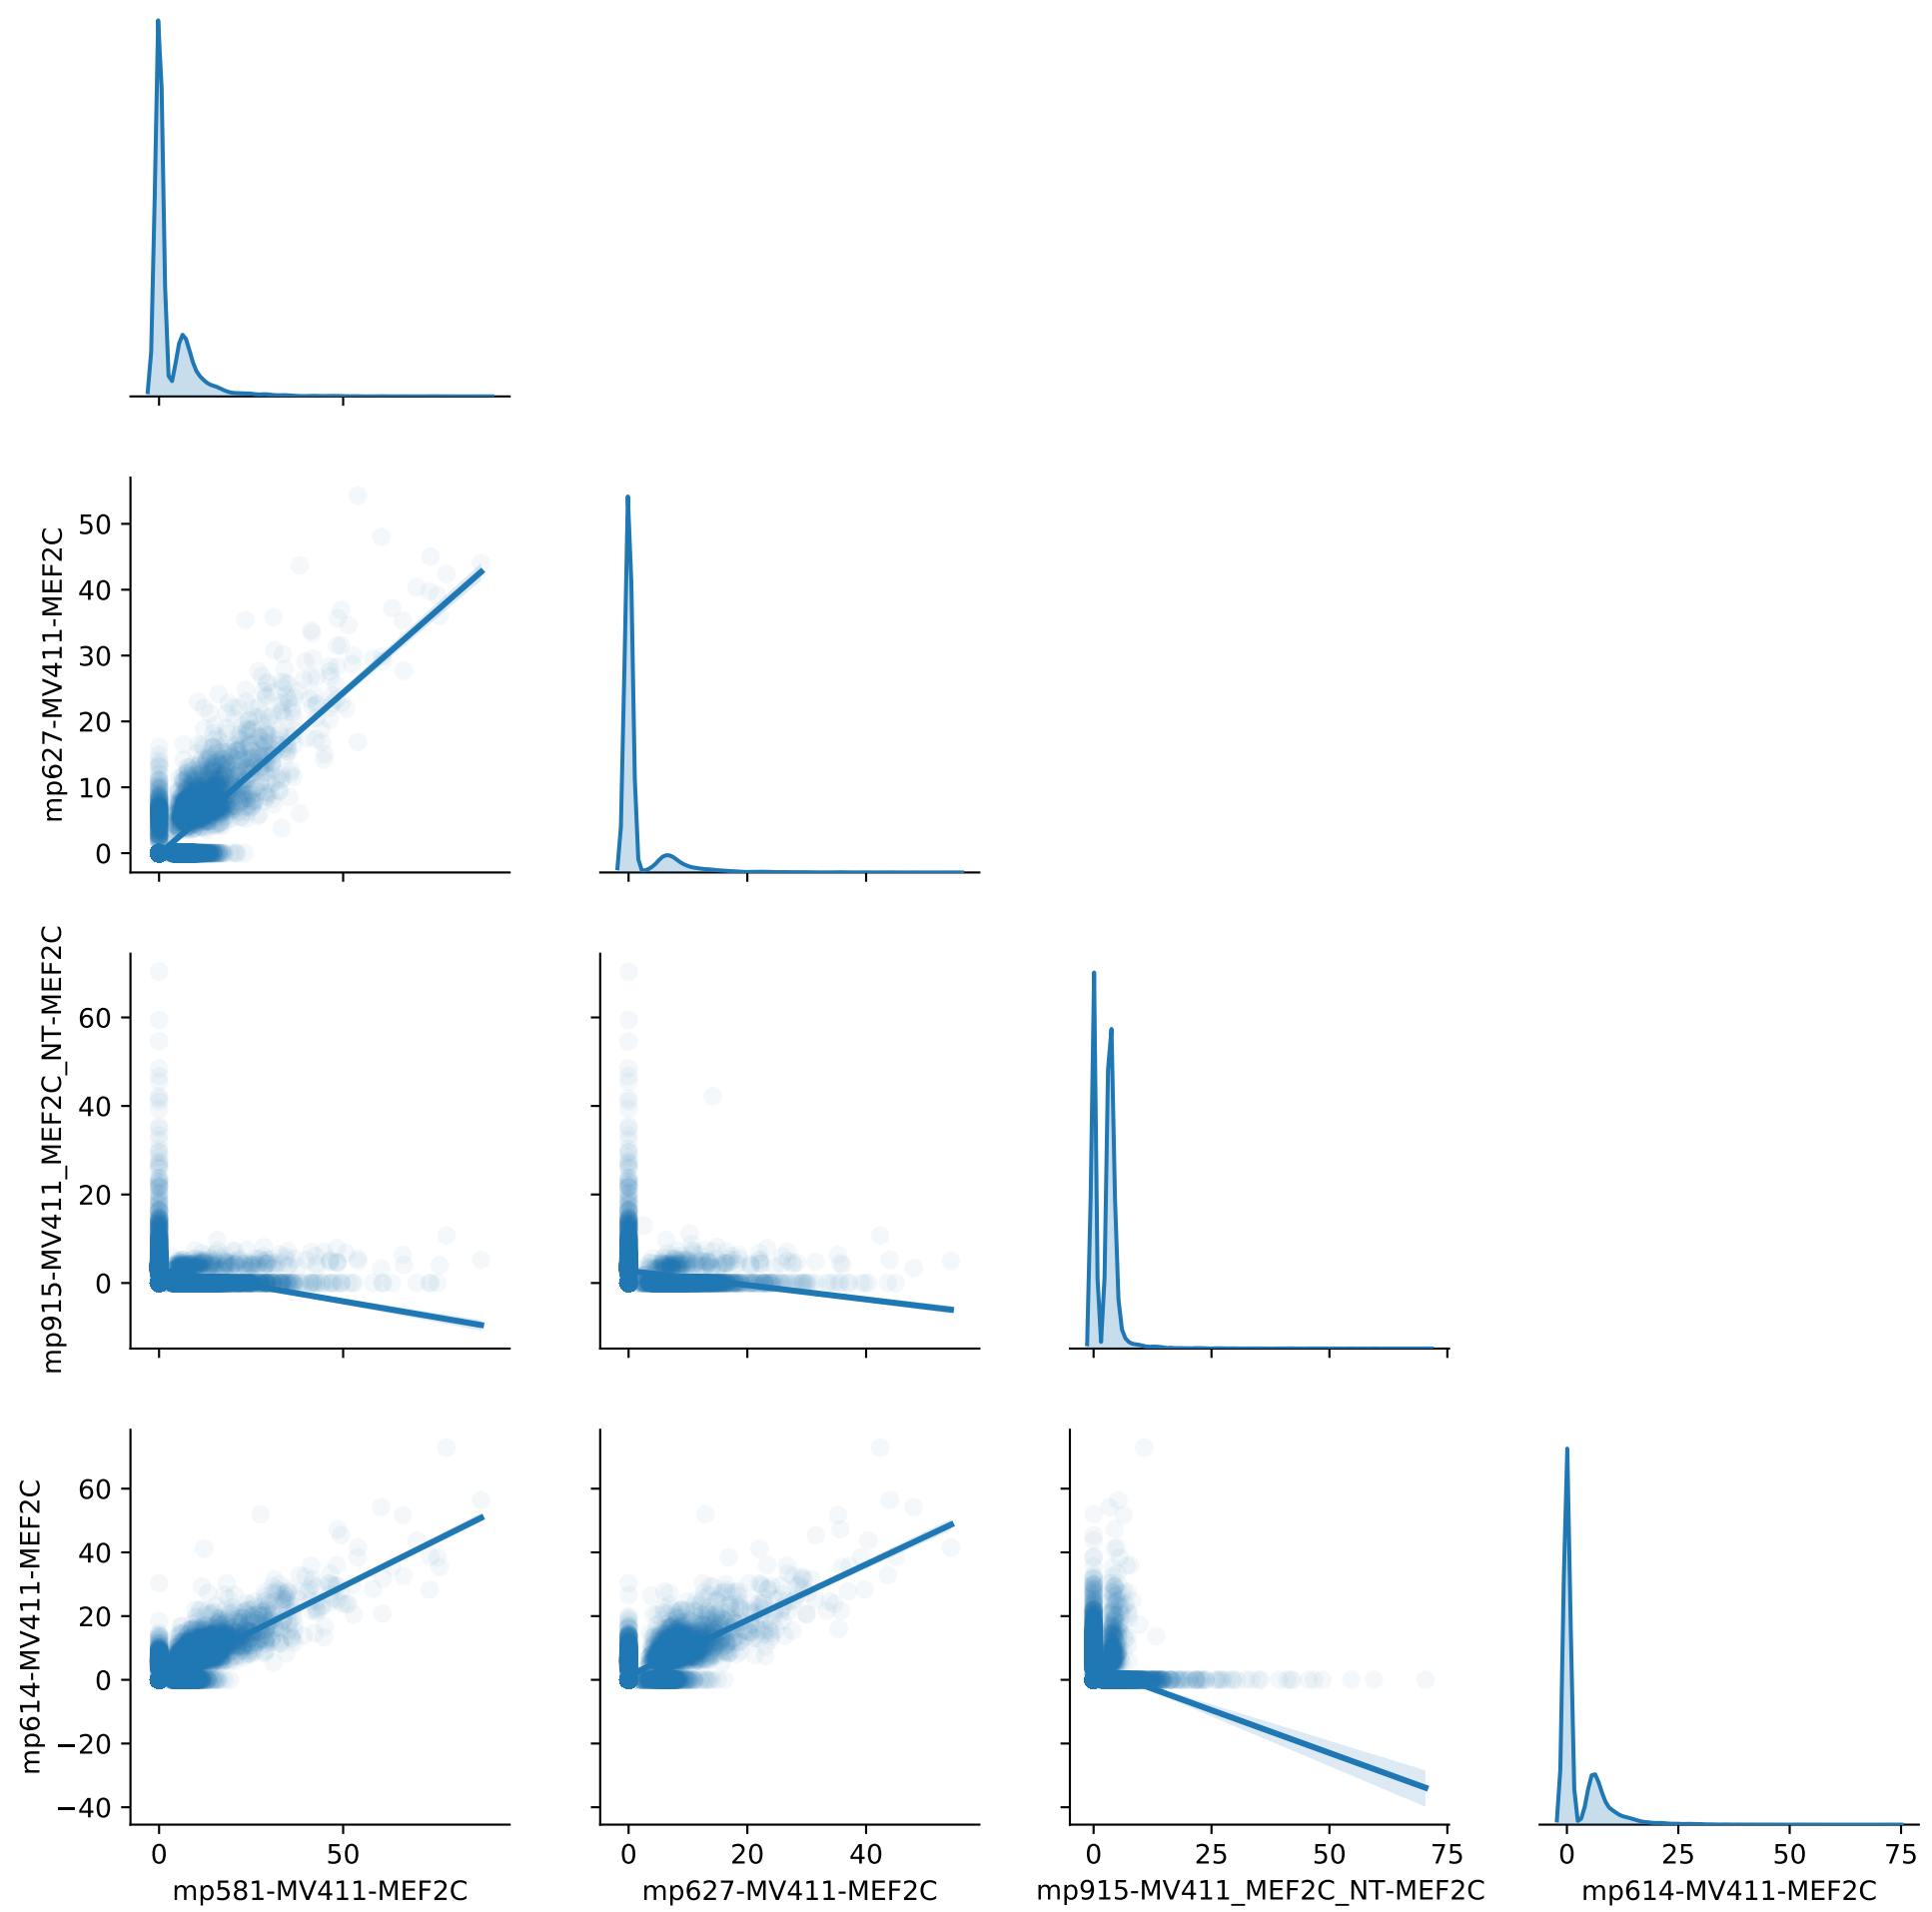 mp627-MV411-MEF2C
50
40
30
20
10
0
mp915-MV411_MEF2C_NT-MEF2C
60
40
20
0
mp614-MV411-MEF2C
60
40
20
0
−20
−40
0 50
0 20 40
0 25 50 75
0 25 50 75
mp581-MV411-MEF2C
mp627-MV411-MEF2C
mp915-MV411_MEF2C_NT-MEF2C
mp614-MV411-MEF2C